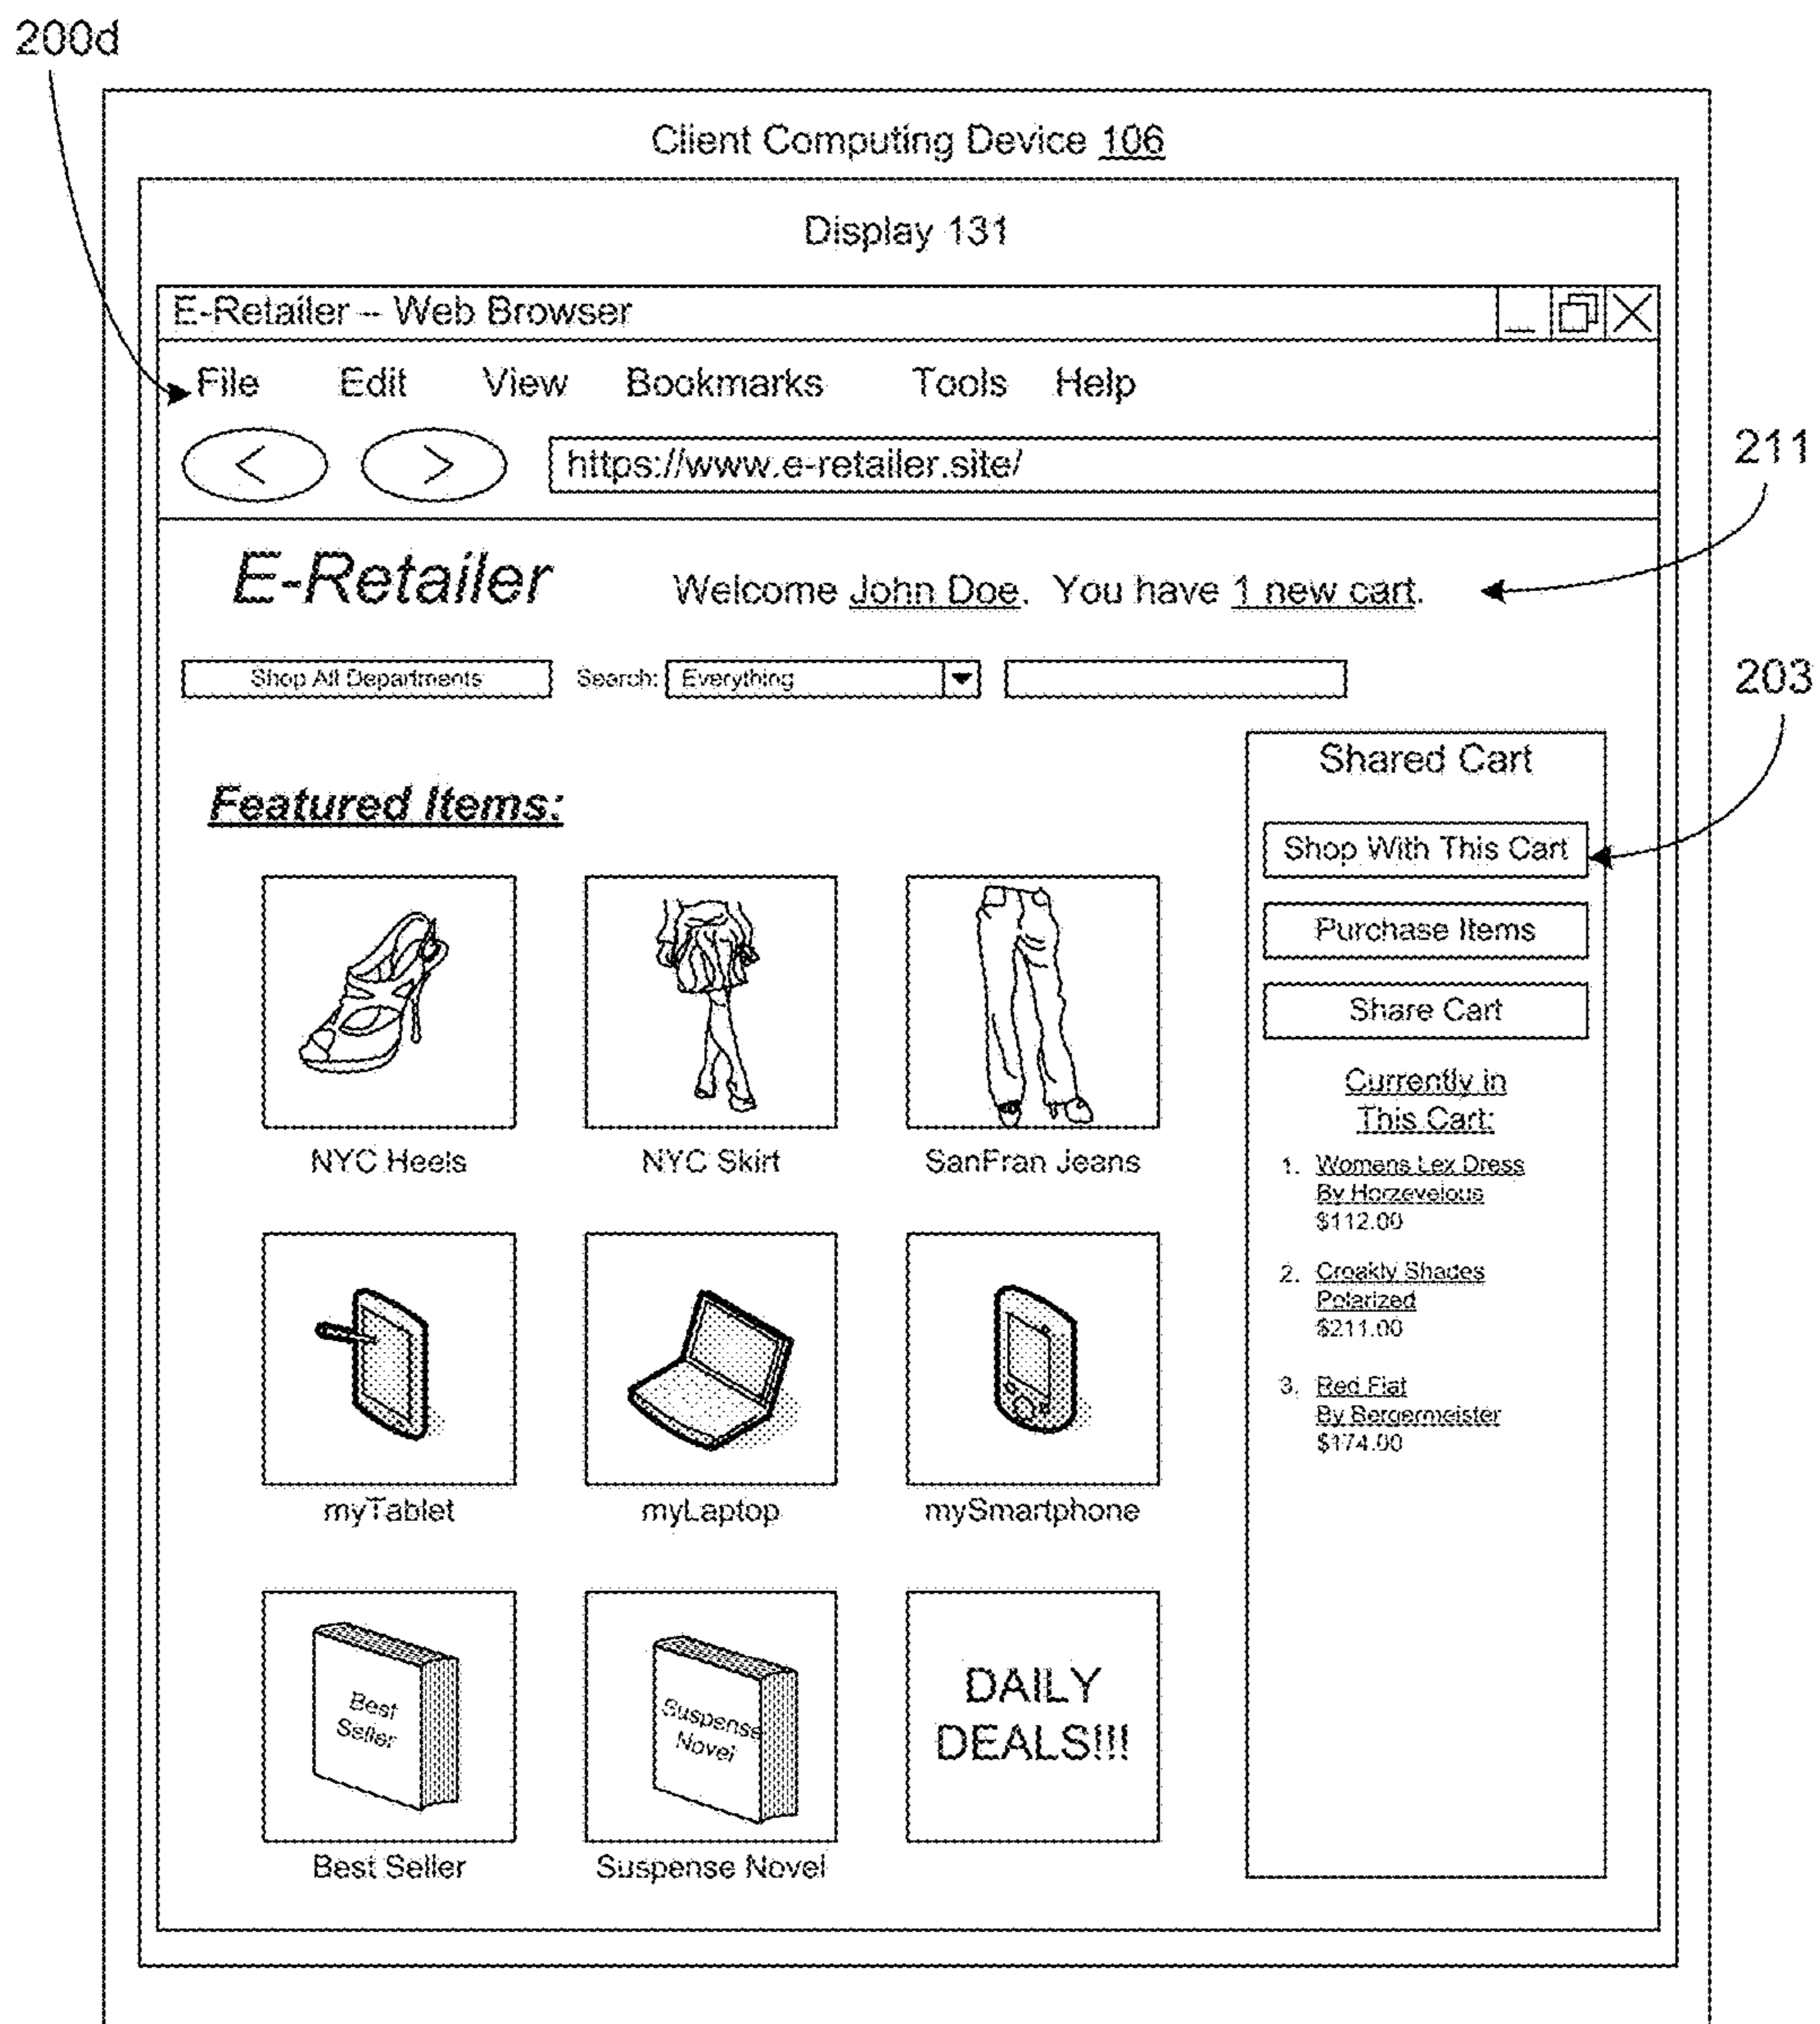 200d
Client Computing Device 106
Display 131
E-Retailer – Web Browser
File Edit View Bookmarks Tools Help
< > https://www.e-retailer.site/
211
E-Retailer Welcome John Doe. You have 1 new cart.
Shop All Departments Search: Everything
203
Shared Cart
Shop With This Cart
Purchase Items
Share Cart
Currently in
This Cart:
1. Womens Lex Dress
By Horzevelous
$112.00
2. Croakly Shades
Polarized
$211.00
3. Red Flat
By Bergermeister
$174.00
Featured Items:
NYC Heels NYC Skirt SanFran Jeans
myTablet myLaptop mySmartphone
Best
Seller
Suspense
Novel
DAILY
DEALS!!!
Best Seller Suspense Novel